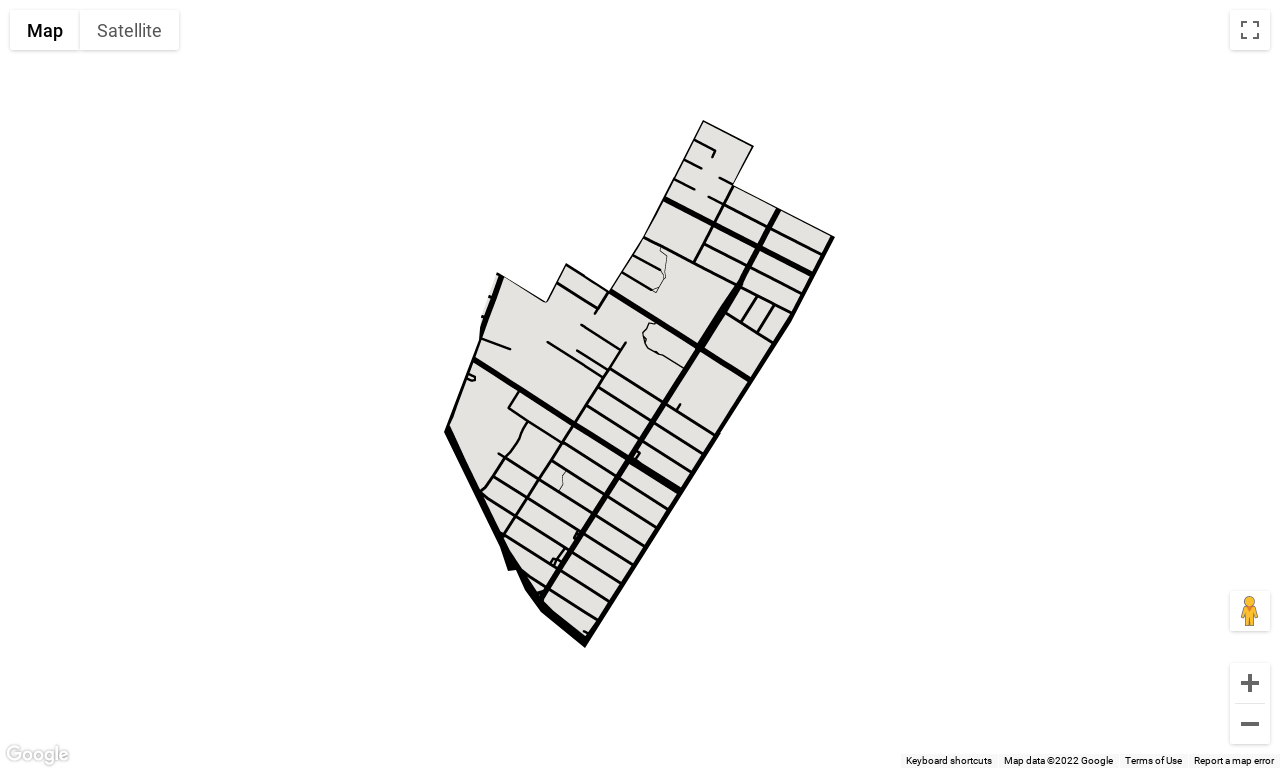 Map Satellite
Google
Keyboard shortcuts Map data ©2022 Google Terms of Use Report a map error